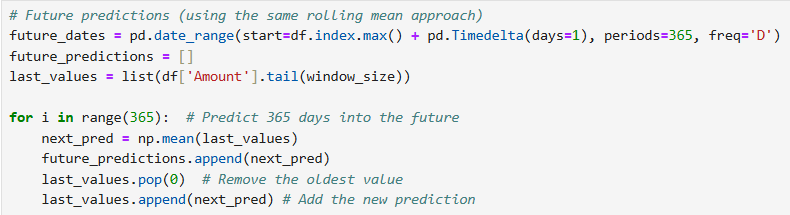 # Future predictions (using the same rolling mean approach)
future_dates = pd.date_range(start=df.index.max() + pd.Timedelta(days=1), periods=365, freq='D')
future_predictions = []
last_values = list(df['Amount'].tail(window_size))

for i in range(365):  # Predict 365 days into the future
    next_pred = np.mean(last_values)
    future_predictions.append(next_pred)
    last_values.pop(0)  # Remove the oldest value
    last_values.append(next_pred) # Add the new prediction